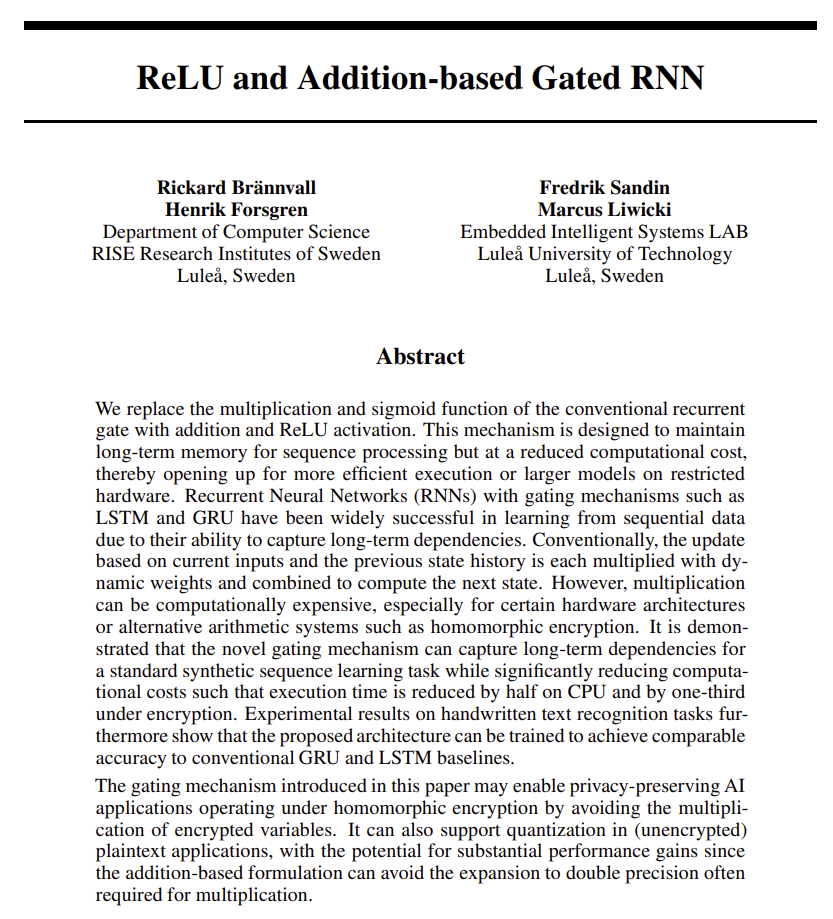 ReLU and Addition-based Gated RNN
Rickard Brännvall
Henrik Forsgren
Department of Computer Science
RISE Research Institutes of Sweden
Luleå, Sweden
Fredrik Sandin
Marcus Liwicki
Embedded Intelligent Systems LAB
Luleå University of Technology
Luleå, Sweden
Abstract
We replace the multiplication and sigmoid function of the conventional recurrent
gate with addition and ReLU activation. This mechanism is designed to maintain
long-term memory for sequence processing but at a reduced computational cost,
thereby opening up for more efficient execution or larger models on restricted
hardware. Recurrent Neural Networks (RNNs) with gating mechanisms such as
LSTM and GRU have been widely successful in learning from sequential data
due to their ability to capture long-term dependencies. Conventionally, the update
based on current inputs and the previous state history is each multiplied with dy-
namic weights and combined to compute the next state. However, multiplication
can be computationally expensive, especially for certain hardware architectures
or alternative arithmetic systems such as homomorphic encryption. It is demon-
strated that the novel gating mechanism can capture long-term dependencies for
a standard synthetic sequence learning task while significantly reducing computa-
tional costs such that execution time is reduced by half on CPU and by one-third
under encryption. Experimental results on handwritten text recognition tasks fur-
thermore show that the proposed architecture can be trained to achieve comparable
accuracy to conventional GRU and LSTM baselines.
The gating mechanism introduced in this paper may enable privacy-preserving AI
applications operating under homomorphic encryption by avoiding the multipli-
cation of encrypted variables. It can also support quantization in (unencrypted)
plaintext applications, with the potential for substantial performance gains since
the addition-based formulation can avoid the expansion to double precision often
required for multiplication.